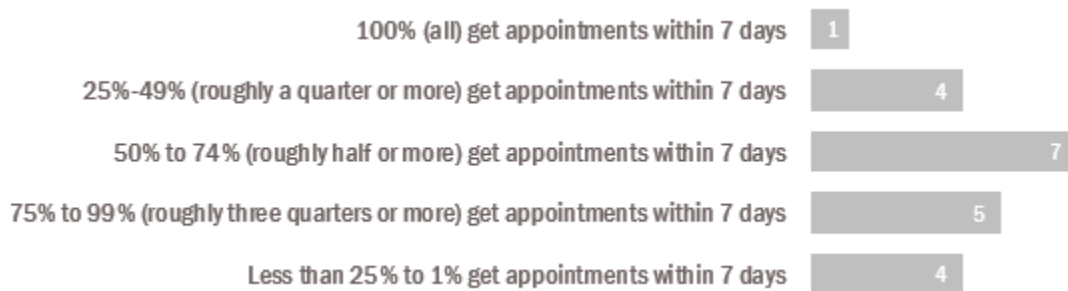 100% (all) get appointments within 7 days 1
25%-49% (roughly a quarter or more) get appointments within 7 days 4
50% to 74% (roughly half or more) get appointments within 7 days 7
75% to 99% (roughly three quarters or more) get appointments within 7 days 5
Less than 25% to 1% get appointments within 7 days 4